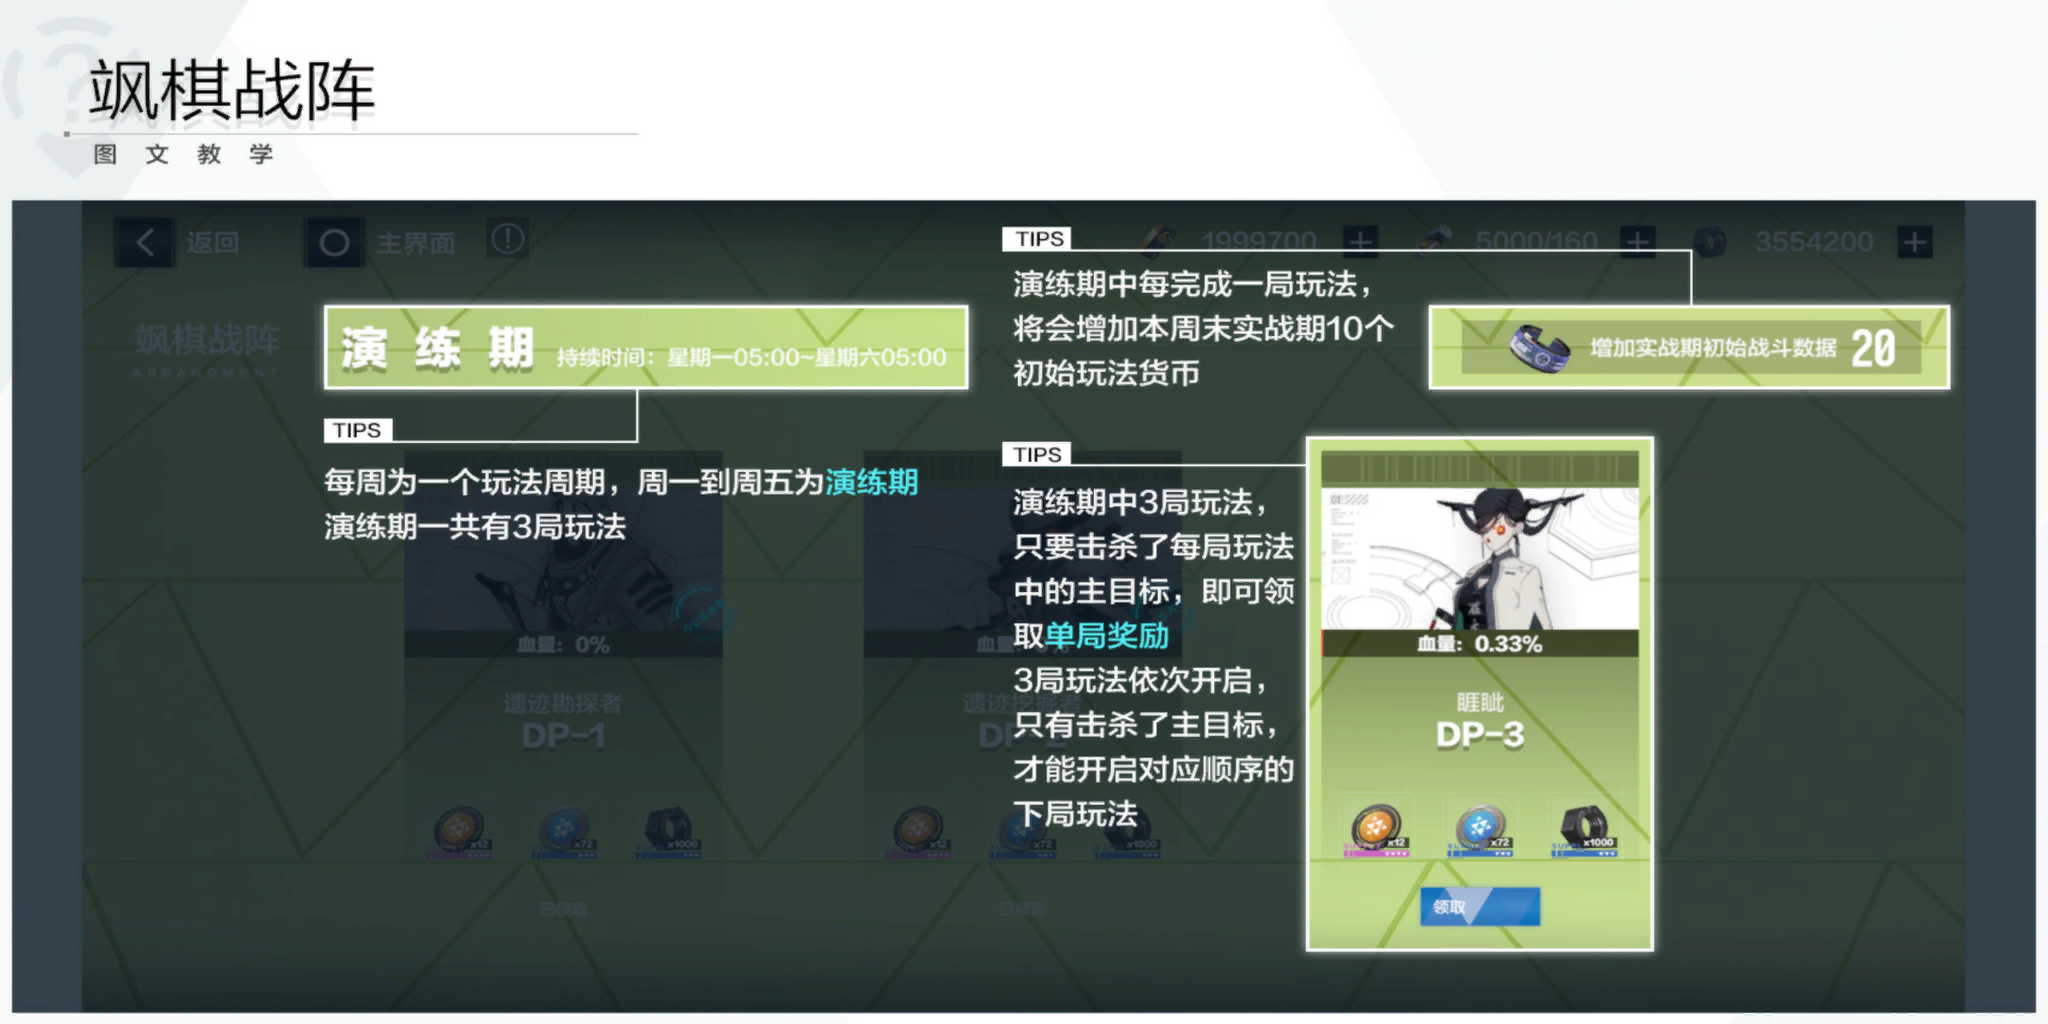 飒棋战阵
图文教学
返回
主界面
1999700
5000/160
3554200
飒棋战阵
ARRANGMENT
演练期 持续时间：星期一05:00~星期六05:00
TIPS
每周为一个玩法周期，周一到周五为演练期
演练期一共有3局玩法
TIPS
演练期中每完成一局玩法，
将会增加本周末实战期10个
初始玩法货币
增加实战期初始战斗数据 20
TIPS
演练期中3局玩法，
只要击杀了每局玩法
中的主目标，即可领
取单局奖励
3局玩法依次开启，
只有击杀了主目标，
才能开启对应顺序的
下局玩法
血量：0%
遗迹勘探者
DP-1
x12
x72
x1000
已领取
血量：
遗迹挖掘者
DP-2
x12
x72
x1000
已领取
血量：0.33%
睚眦
DP-3
x12
x72
x1000
领取